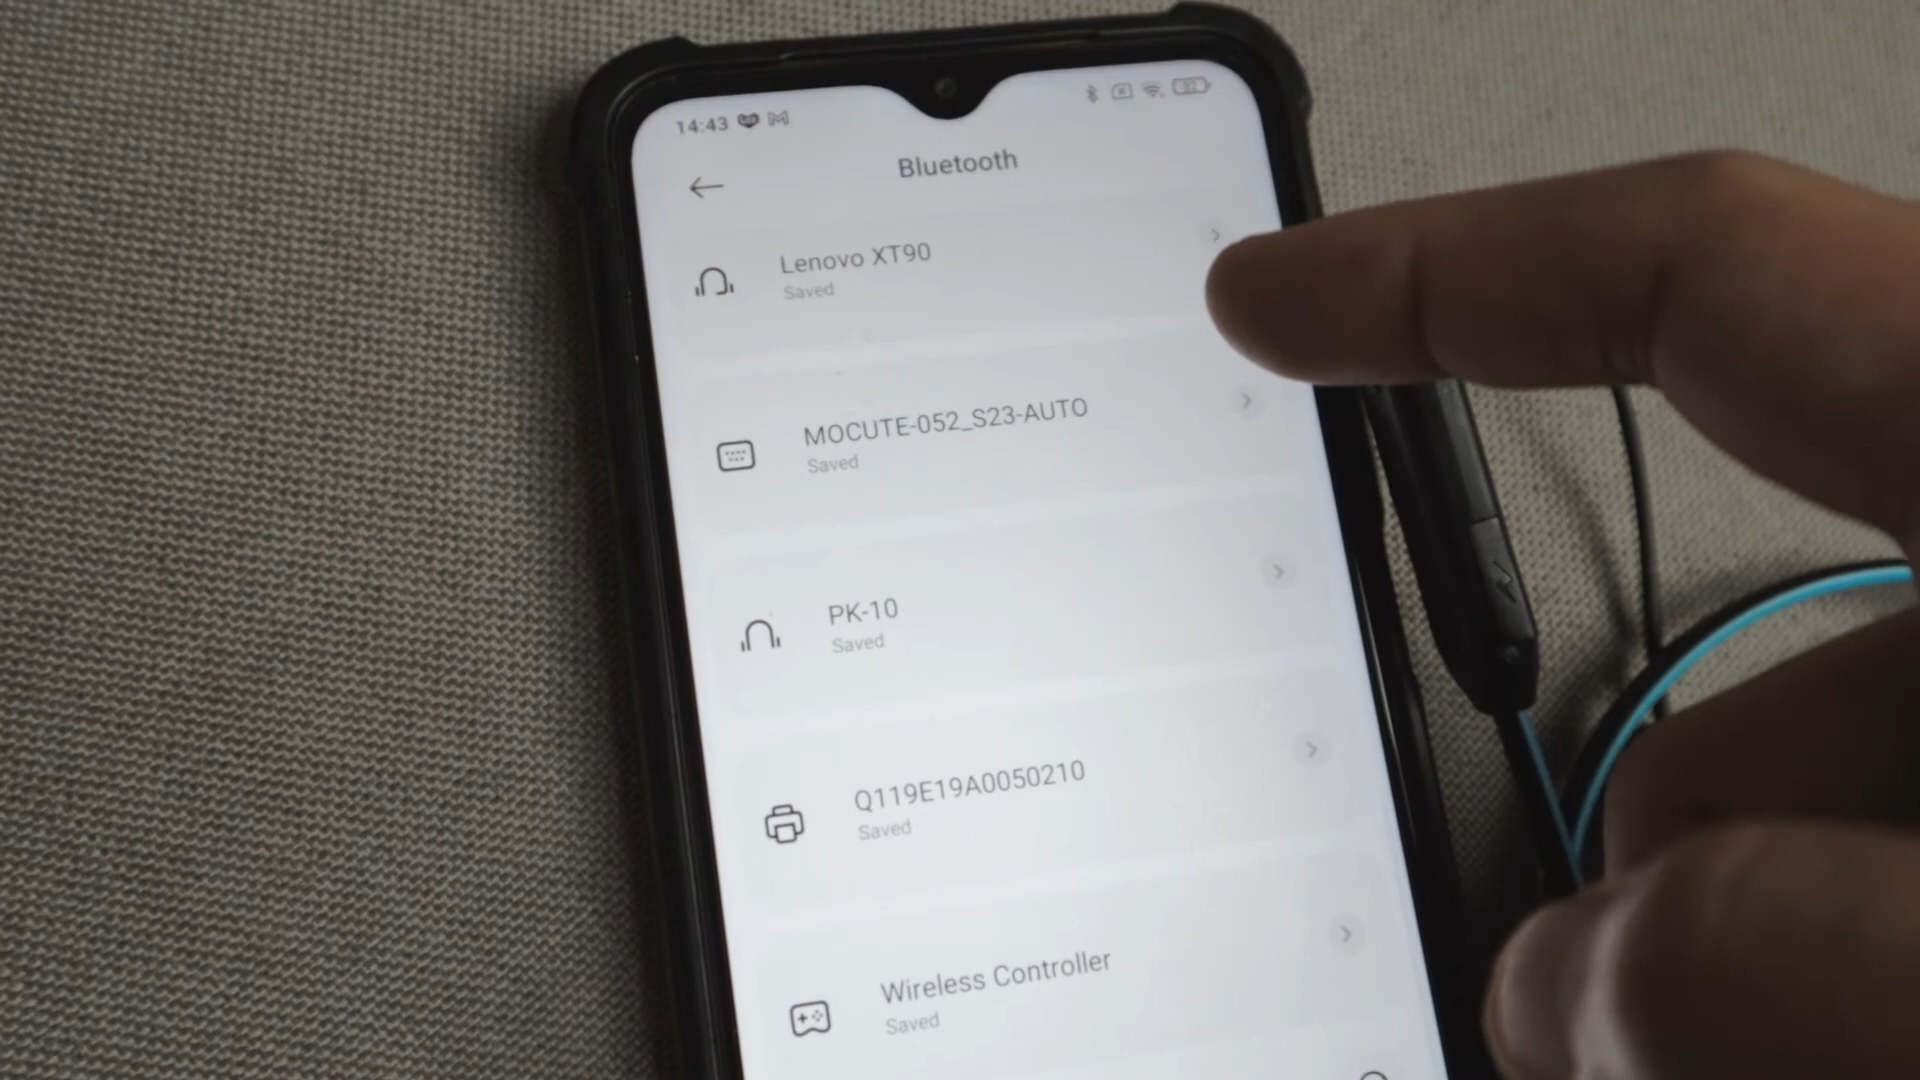 14:43
Bluetooth
Lenovo XT90
Saved
MOCUTE-052_S23-AUTO
Saved
PK-10
Saved
Q119E19A0050210
Saved
Wireless Controller
Saved